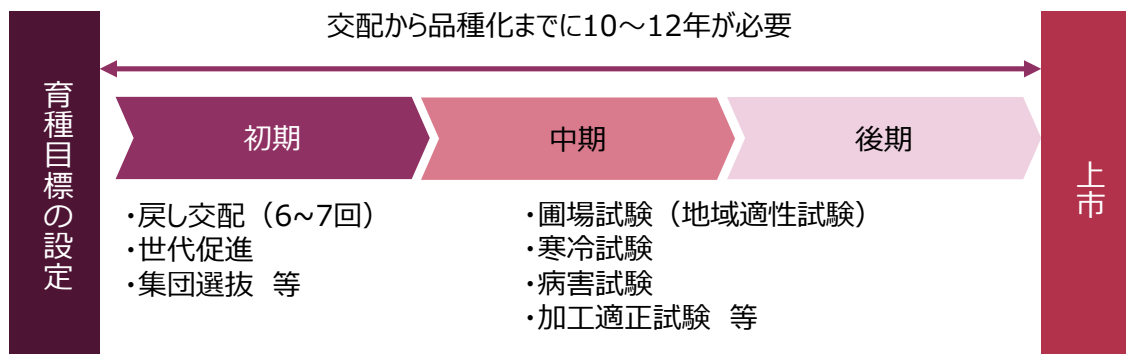 交配から品種化までに10～12年が必要
育種目標の設定
初期
中期
後期
上市
・戻し交配（6~7回）
・世代促進
・集団選抜 等
・圃場試験（地域適性試験）
・寒冷試験
・病害試験
・加工適正試験 等